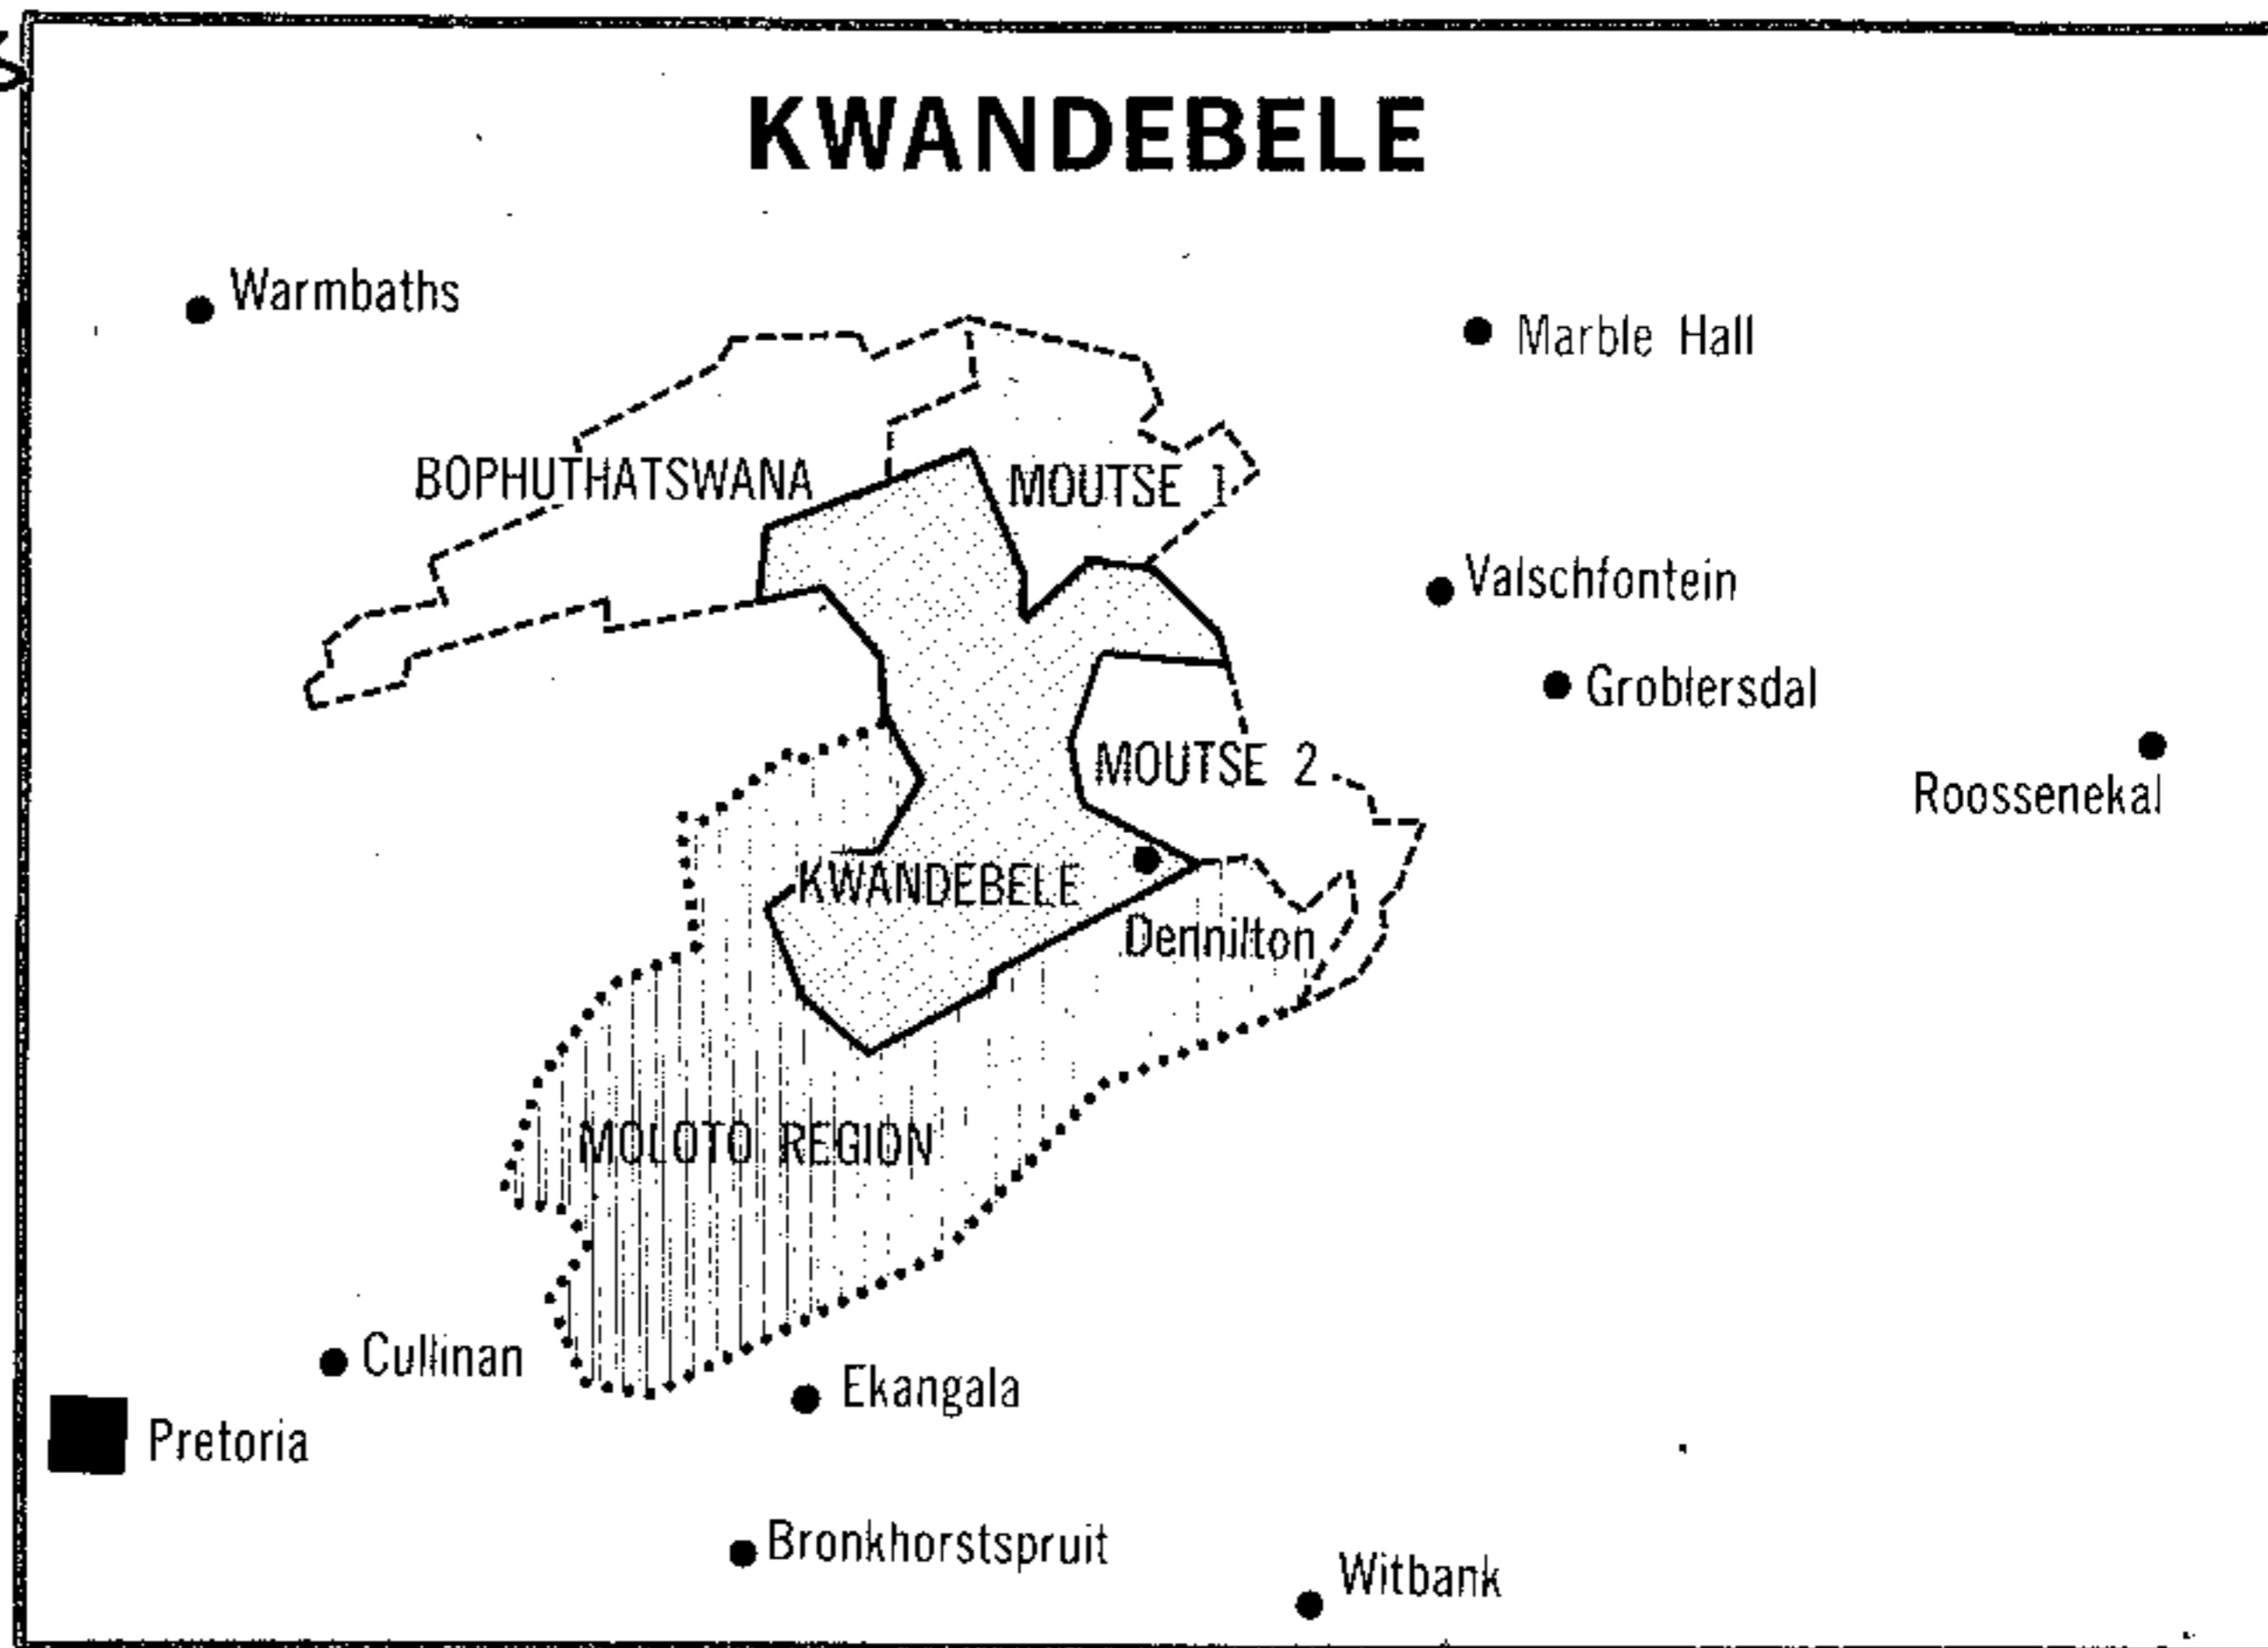 KWANDEBELE
Warmbaths
Marble Hall
BOPHUTHATSWANA
MOUTSE 1
Valschfontein
Groblersdal
MOUTSE 2
Roossenekal
KWANDEBELE
Dennilton
MOLOTO REGION
Cullinan
Ekangala
Pretoria
Bronkhorstspruit
Witbank